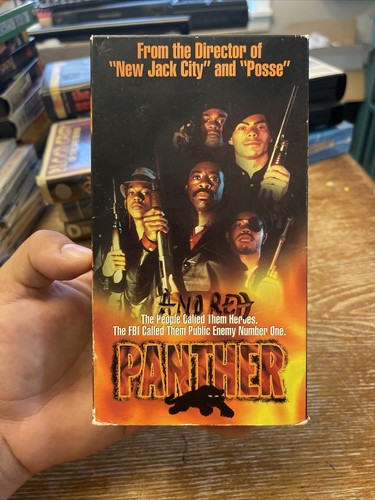 From the Director of
"New Jack City" and "Posse"
ANDREA
The People Called Them Heroes.
The FBI Called Them Public Enemy Number One.
PANTHER